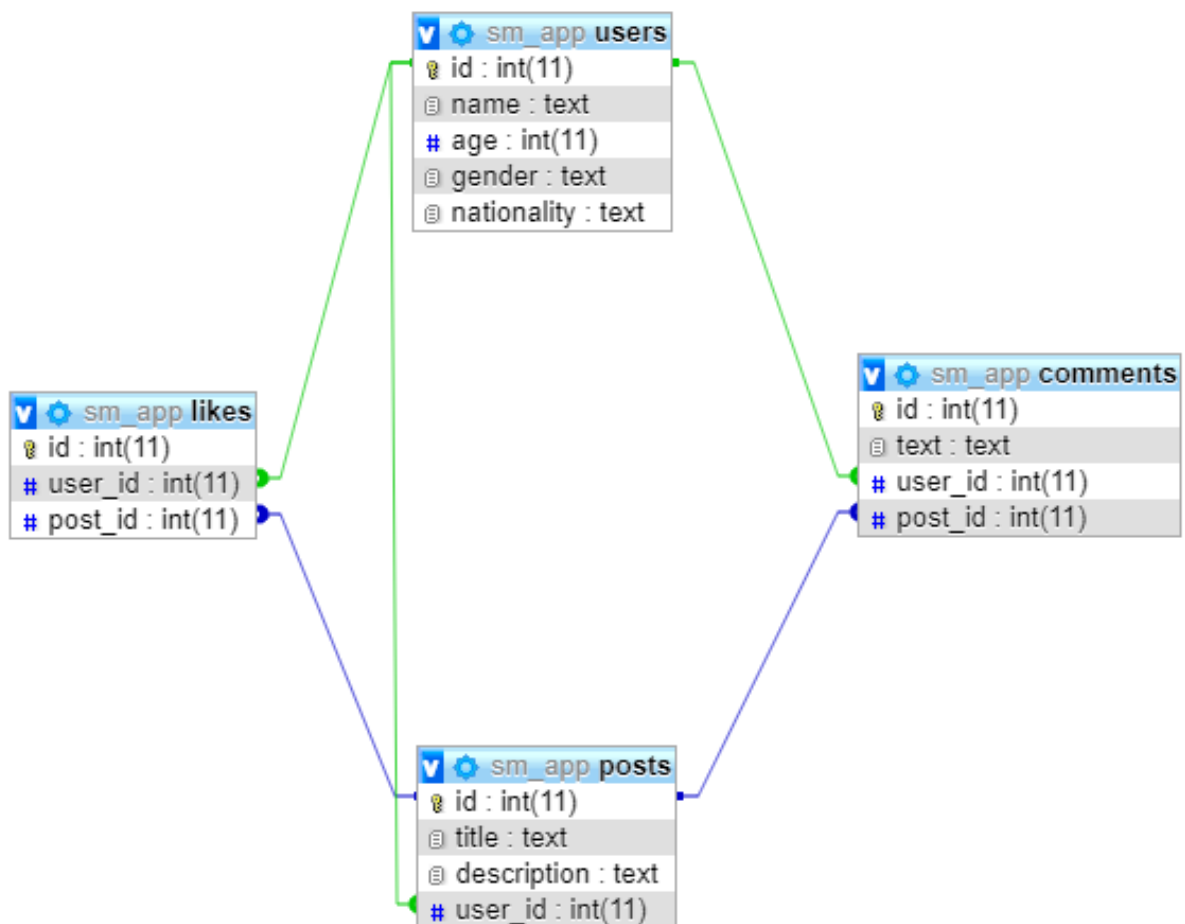 sm_app users
id : int(11)
name : text
age : int(11)
gender : text
nationality : text
sm_app likes
id : int(11)
user_id : int(11)
post_id : int(11)
sm_app comments
id : int(11)
text : text
user_id : int(11)
post_id : int(11)
sm_app posts
id : int(11)
title : text
description : text
user_id : int(11)